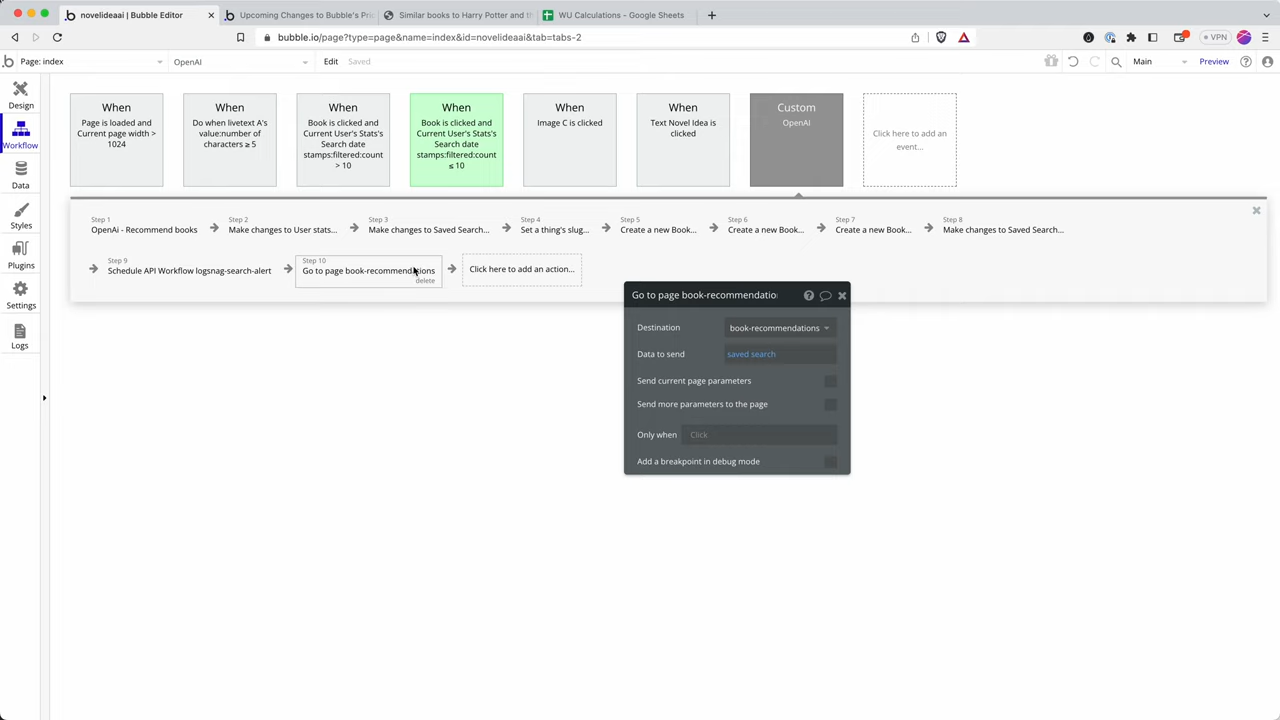 novelideaai | Bubble Editor
Upcoming Changes to Bubble's Pric
Similar books to Harry Potter and th
WU Calculations - Google Sheets
bubble.io/page?type=page&name=index&id=novelideaai&tab=tabs-2
VPN
Page: index
OpenAI
Edit
Saved
Main
Preview
Design
Workflow
Data
Styles
Plugins
Settings
Logs
When
Page is loaded and
Current page width >
1024
When
Do when livetext A's
value:number of
characters ≥ 5
When
Book is clicked and
Current User's Stats's
Search date
stamps:filtered:count
> 10
When
Book is clicked and
Current User's Stats's
Search date
stamps:filtered:count
≤ 10
When
Image C is clicked
When
Text Novel Idea is
clicked
Custom
OpenAI
Click here to add an
event...
Step 1
OpenAi - Recommend books
Step 2
Make changes to User stats...
Step 3
Make changes to Saved Search...
Step 4
Set a thing's slug...
Step 5
Create a new Book...
Step 6
Create a new Book...
Step 7
Create a new Book...
Step 8
Make changes to Saved Search...
Step 9
Schedule API Workflow logsnag-search-alert
Step 10
Go to page book-recommendations
delete
Click here to add an action...
Go to page book-recommendatio
Destination
book-recommendations
Data to send
saved search
Send current page parameters
Send more parameters to the page
Only when
Click
Add a breakpoint in debug mode